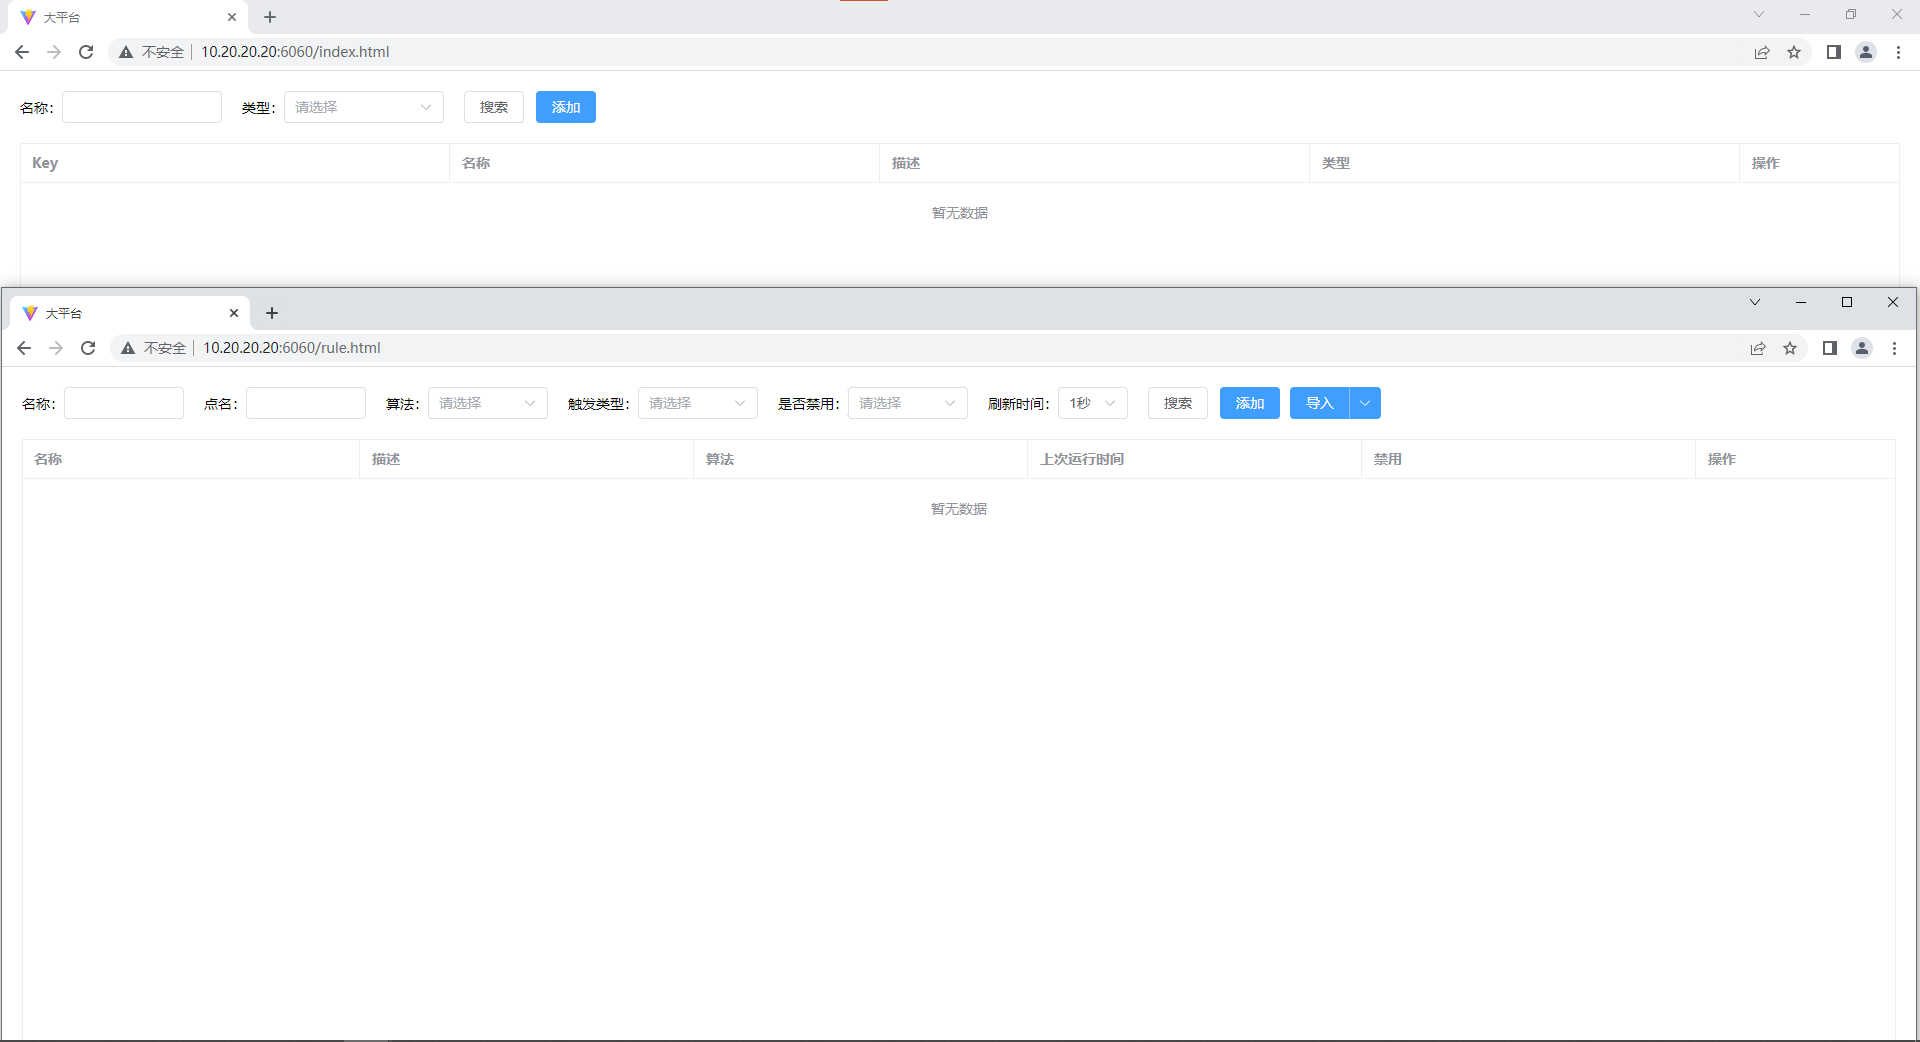 大平台
不安全 10.20.20.20:6060/index.html
名称： 类型： 请选择 搜索 添加
Key 名称 描述 类型 操作
暂无数据
大平台
不安全 10.20.20.20:6060/rule.html
名称： 点名： 算法： 请选择 触发类型： 请选择 是否禁用： 请选择 刷新时间： 1秒 搜索 添加 导入
名称 描述 算法 上次运行时间 禁用 操作
暂无数据